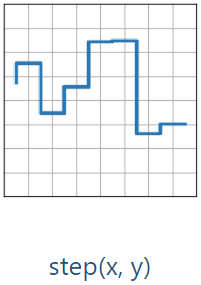 step(x, y)